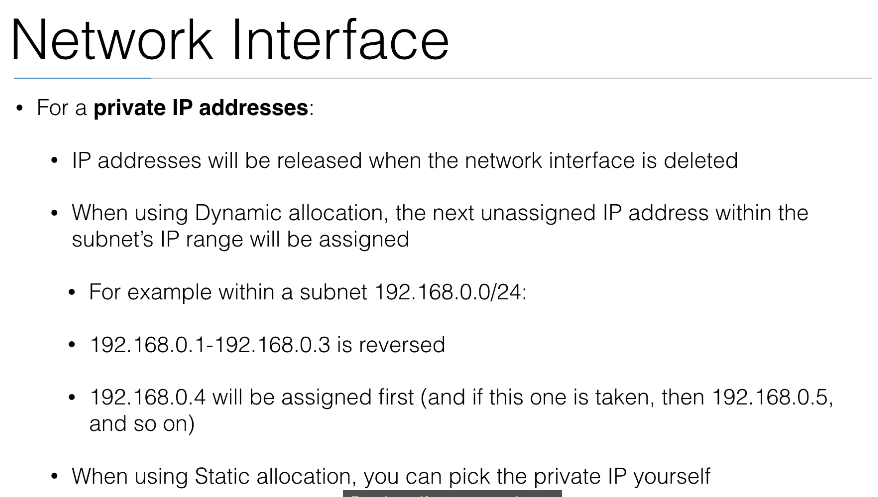 Network Interface
• For a private IP addresses:
• IP addresses will be released when the network interface is deleted
• When using Dynamic allocation, the next unassigned IP address within the
subnet's IP range will be assigned
• For example within a subnet 192.168.0.0/24:
• 192.168.0.1-192.168.0.3 is reversed
• 192.168.0.4 will be assigned first (and if this one is taken, then 192.168.0.5,
and so on)
• When using Static allocation, you can pick the private IP yourself